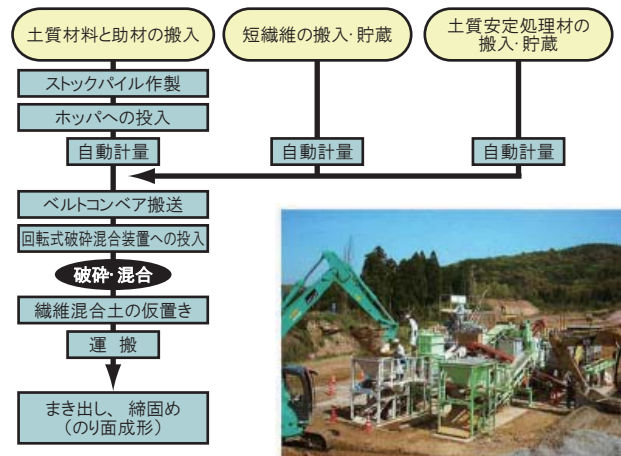 土質材料と助材の搬入
短繊維の搬入･貯蔵
土質安定処理材の
搬入･貯蔵
ストックパイル作製
ホッパへの投入
自動計量
自動計量
自動計量
ベルトコンベア搬送
回転式破砕混合装置への投入
破砕･混合
繊維混合土の仮置き
運 搬
まき出し、 締固め
(のり面成形)